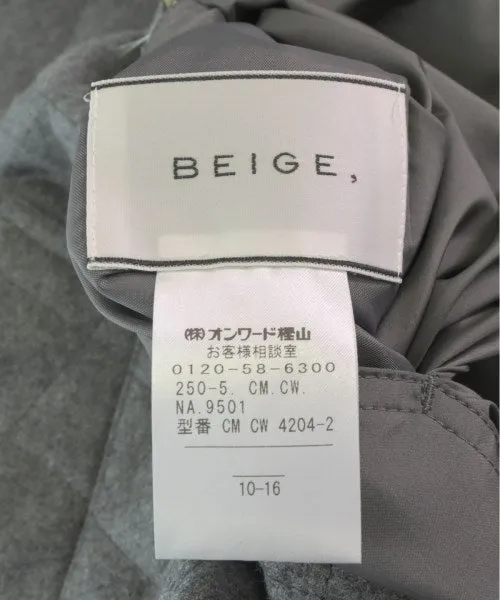 BEIGE,
(株)オンワード樫山
お客様相談室
0120-58-6300
250-5. CM.CW.
NA.9501
型番 CM CW 4204-2
10-16